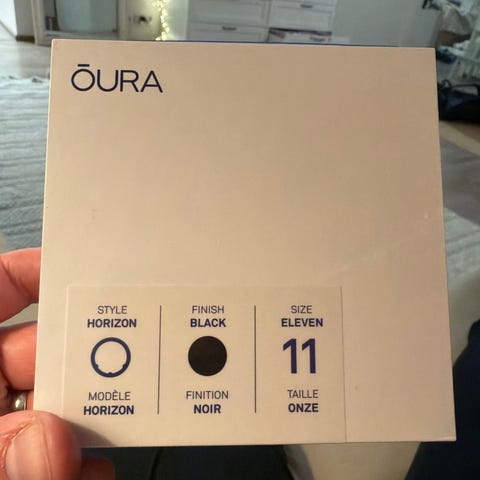 ŌURA
STYLE
HORIZON
MODÈLE
HORIZON
FINISH
BLACK
FINITION
NOIR
SIZE
ELEVEN
11
TAILLE
ONZE